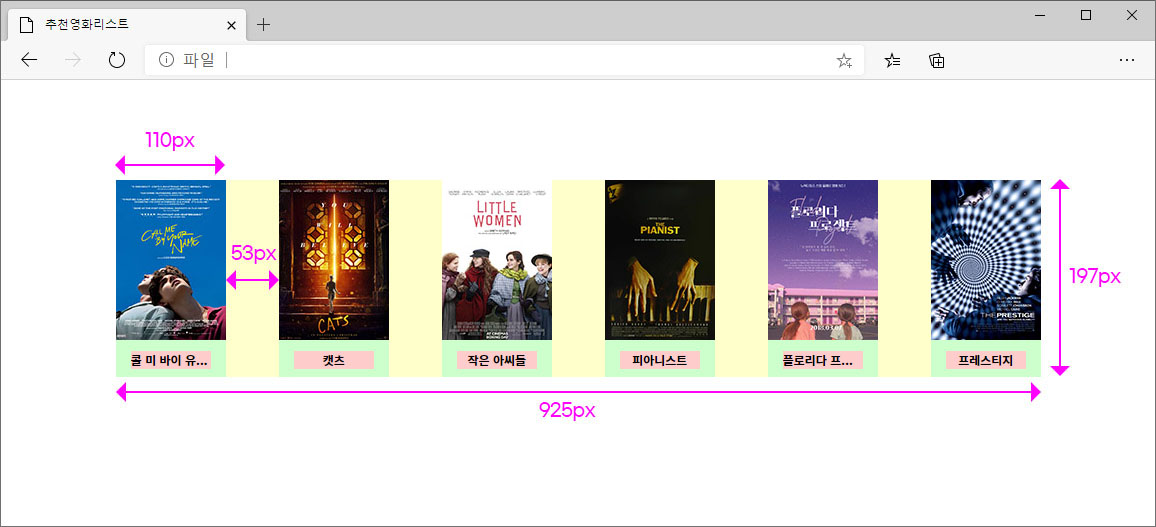 추천영화리스트
파일
110px
CALL ME
BY YOUR
NAME
53px
YOU
WILL
BELIEVE
CATS
LITTLE
WOMEN
THE
PIANIST
플로리다
프로젝트
THE PRESTIGE
197px
콜 미 바이 유...
캣츠
작은 아씨들
피아니스트
플로리다 프...
프레스티지
925px